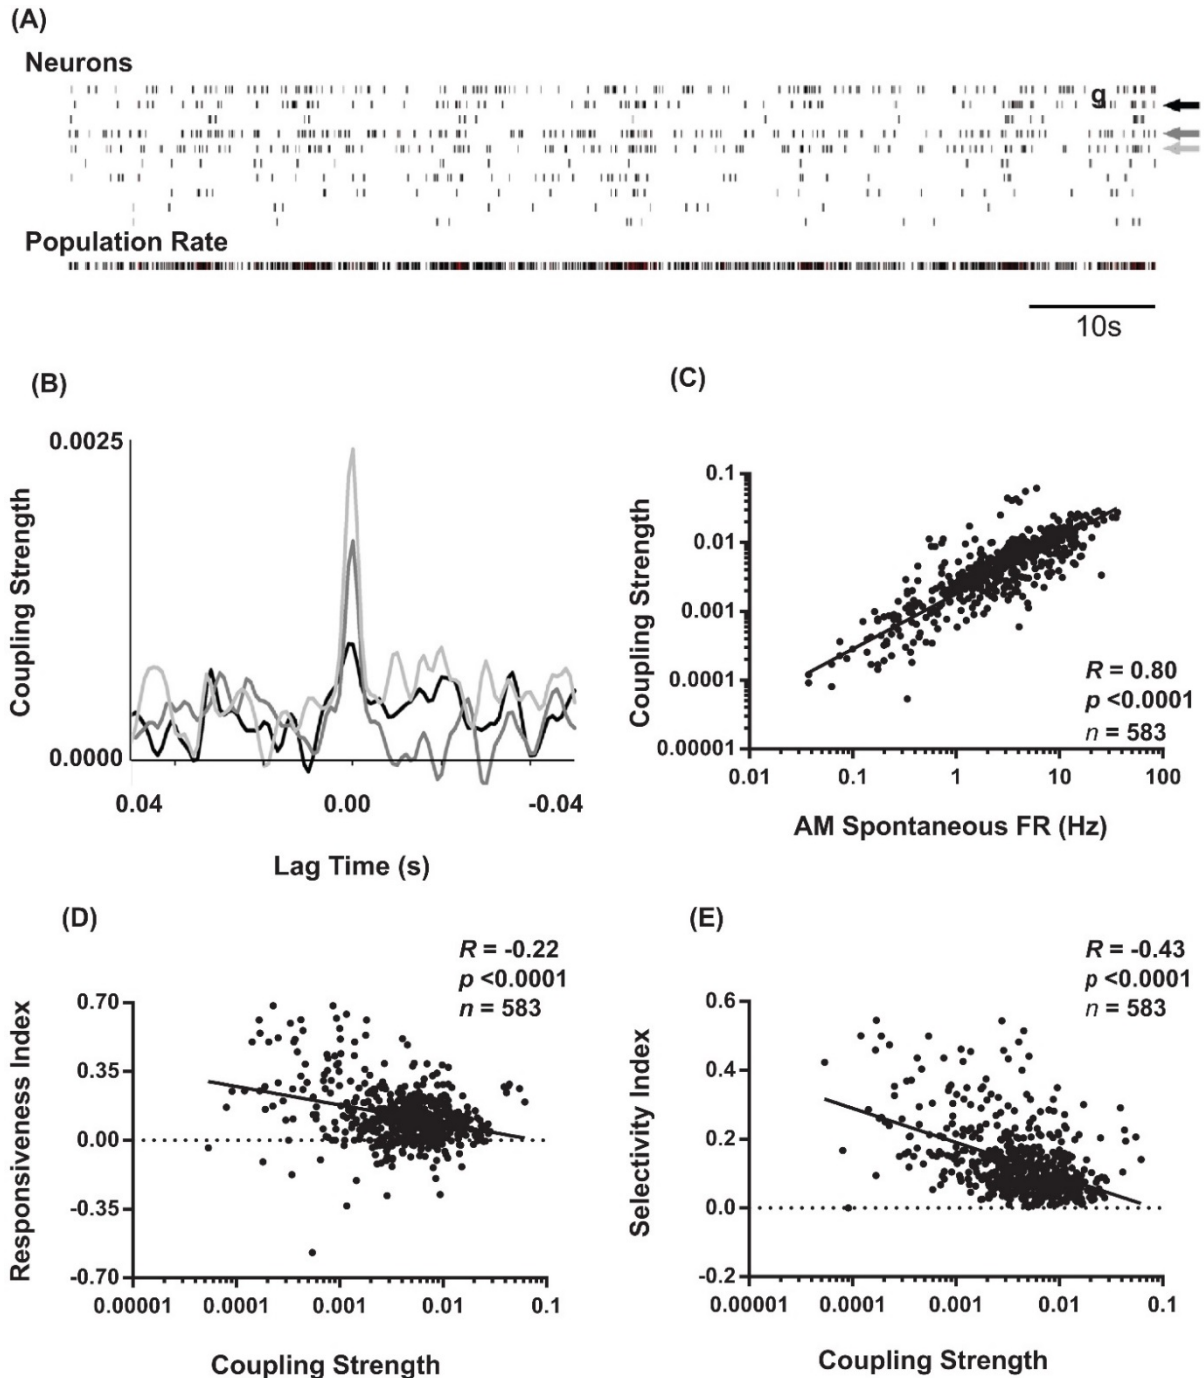 (A)
Neurons
g
Population Rate
10s
(B)
0.0025
0.0000
Coupling Strength
0.04 0.00 -0.04
Lag Time (s)
(C)
0.1
0.01
0.001
0.0001
0.00001
Coupling Strength
R = 0.80
p <0.0001
n = 583
0.01 0.1 1 10 100
AM Spontaneous FR (Hz)
(D)
R = -0.22
p <0.0001
n = 583
0.70
0.35
0.00
-0.35
-0.70
Responsiveness Index
0.00001 0.0001 0.001 0.01 0.1
Coupling Strength
(E)
R = -0.43
p <0.0001
n = 583
0.6
0.4
0.2
0.0
-0.2
Selectivity Index
0.00001 0.0001 0.001 0.01 0.1
Coupling Strength